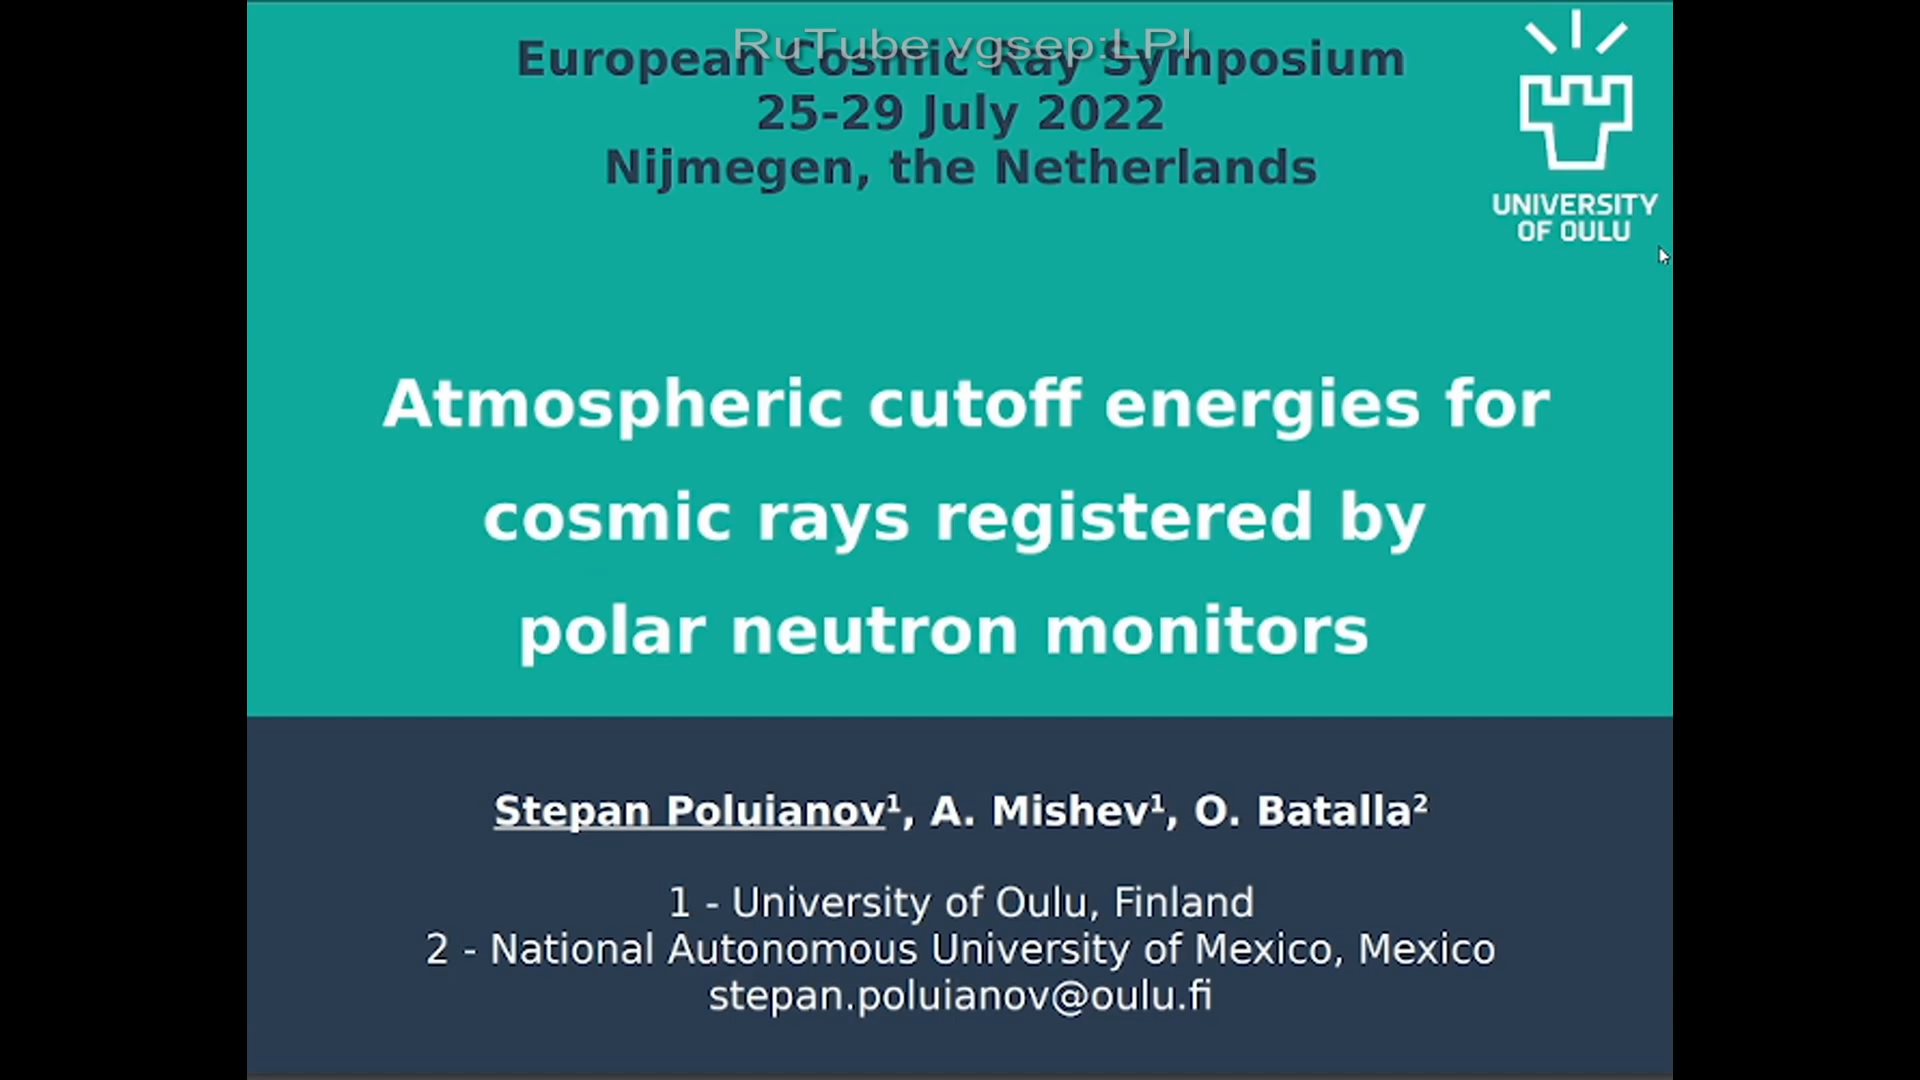 RuTube vgsep:LPI
European Cosmic Ray Symposium
25-29 July 2022
Nijmegen, the Netherlands
UNIVERSITY
OF OULU
Atmospheric cutoff energies for
cosmic rays registered by
polar neutron monitors
Stepan Poluianov¹, A. Mishev¹, O. Batalla²
1 - University of Oulu, Finland
2 - National Autonomous University of Mexico, Mexico
stepan.poluianov@oulu.fi